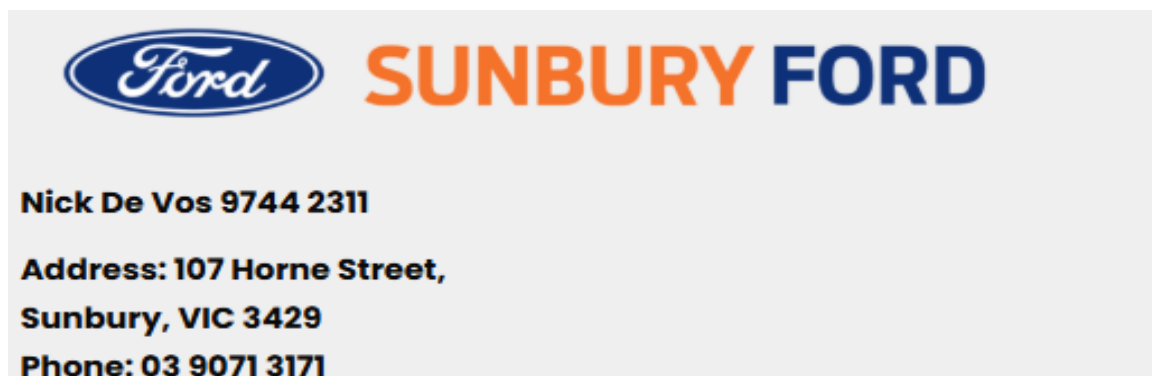 Ford SUNBURY FORD
Nick De Vos 9744 2311
Address: 107 Horne Street,
Sunbury, VIC 3429
Phone: 03 9071 3171